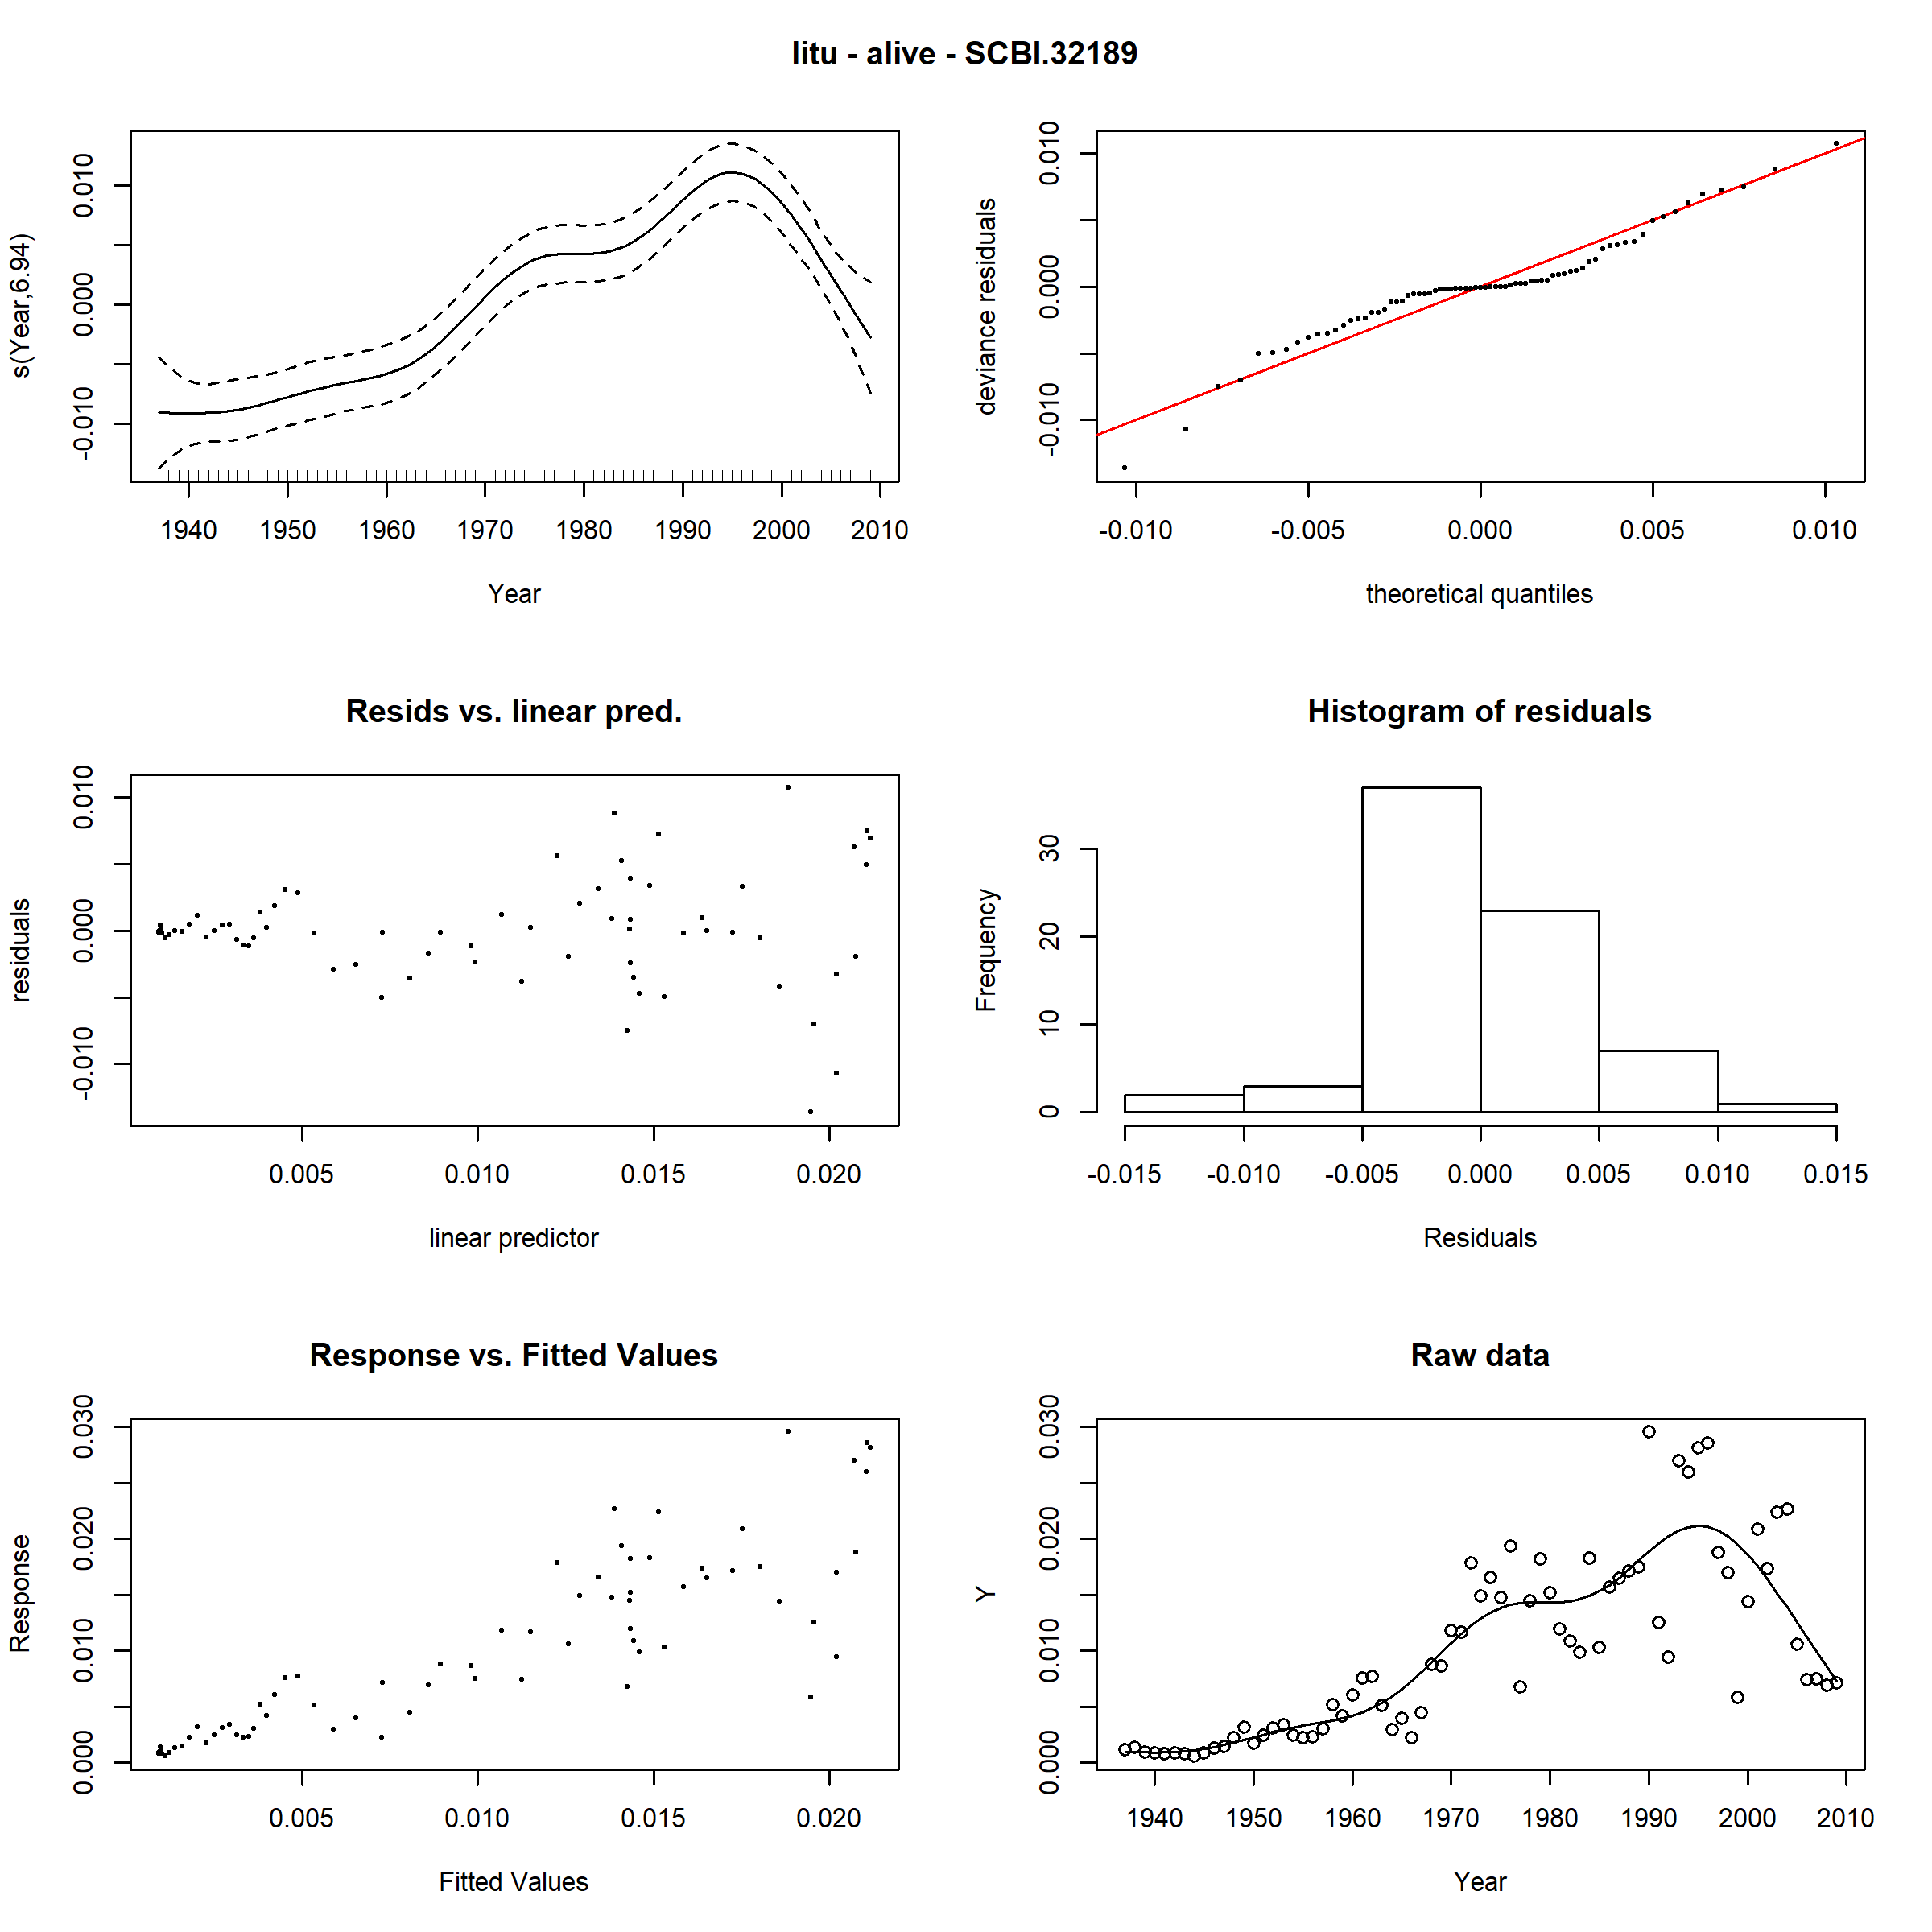 litu - alive - SCBI.32189
s(Year,6.94)
-0.010 0.000 0.010
1940 1950 1960 1970 1980 1990 2000 2010
Year
deviance residuals
-0.010 0.000 0.010
-0.010 -0.005 0.000 0.005 0.010
theoretical quantiles
Resids vs. linear pred.
residuals
-0.010 0.000 0.010
0.005 0.010 0.015 0.020
linear predictor
Histogram of residuals
Frequency
0 10 20 30
-0.015 -0.010 -0.005 0.000 0.005 0.010 0.015
Residuals
Response vs. Fitted Values
Response
0.000 0.010 0.020 0.030
0.005 0.010 0.015 0.020
Fitted Values
Raw data
Y
0.000 0.010 0.020 0.030
1940 1950 1960 1970 1980 1990 2000 2010
Year